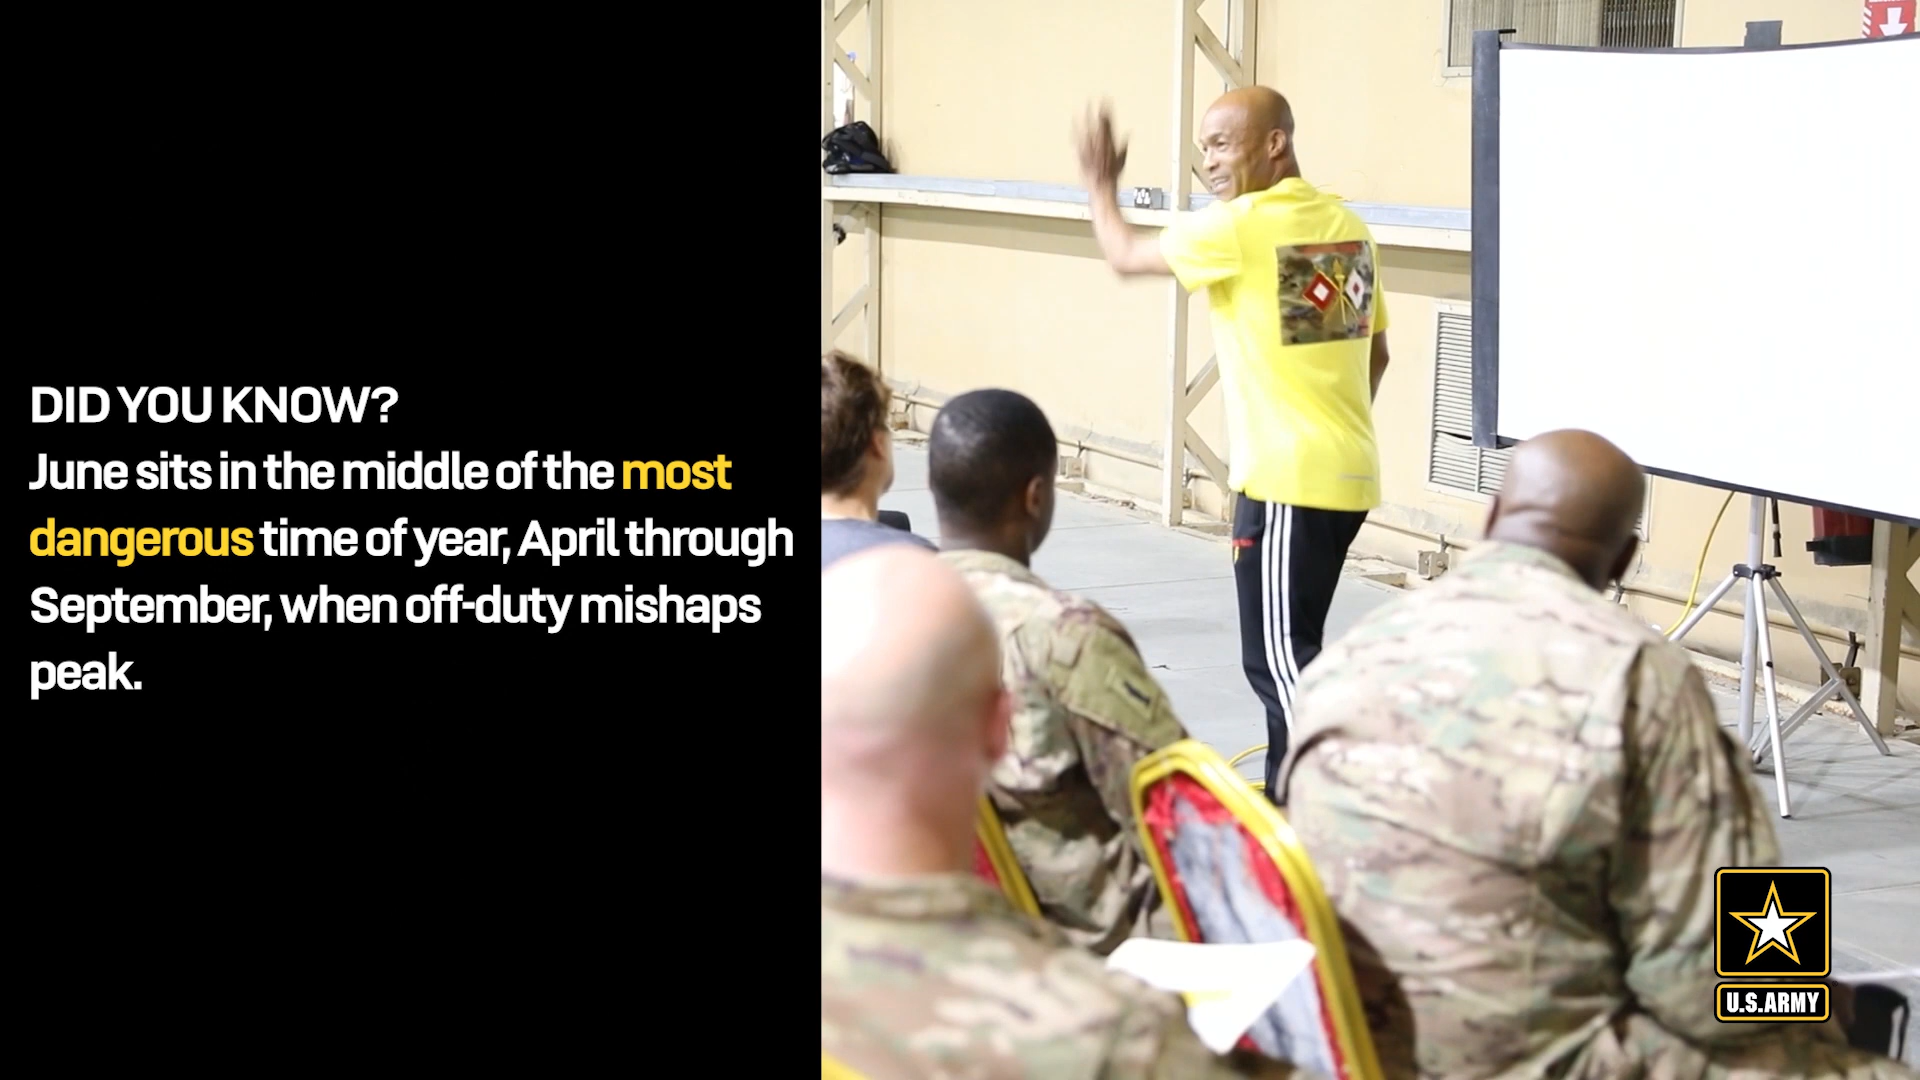 DID YOU KNOW?
June sits in the middle of the most
dangerous time of year, April through
September, when off-duty mishaps
peak.
U.S.ARMY